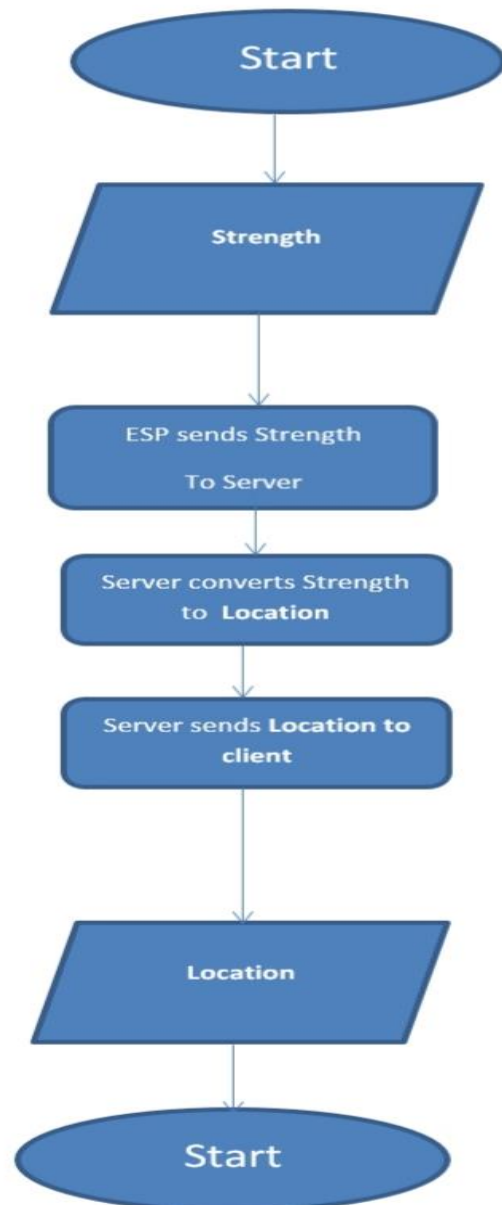 Start
Strength
ESP sends Strength
To Server
Server converts Strength
to Location
Server sends Location to
client
Location
Start